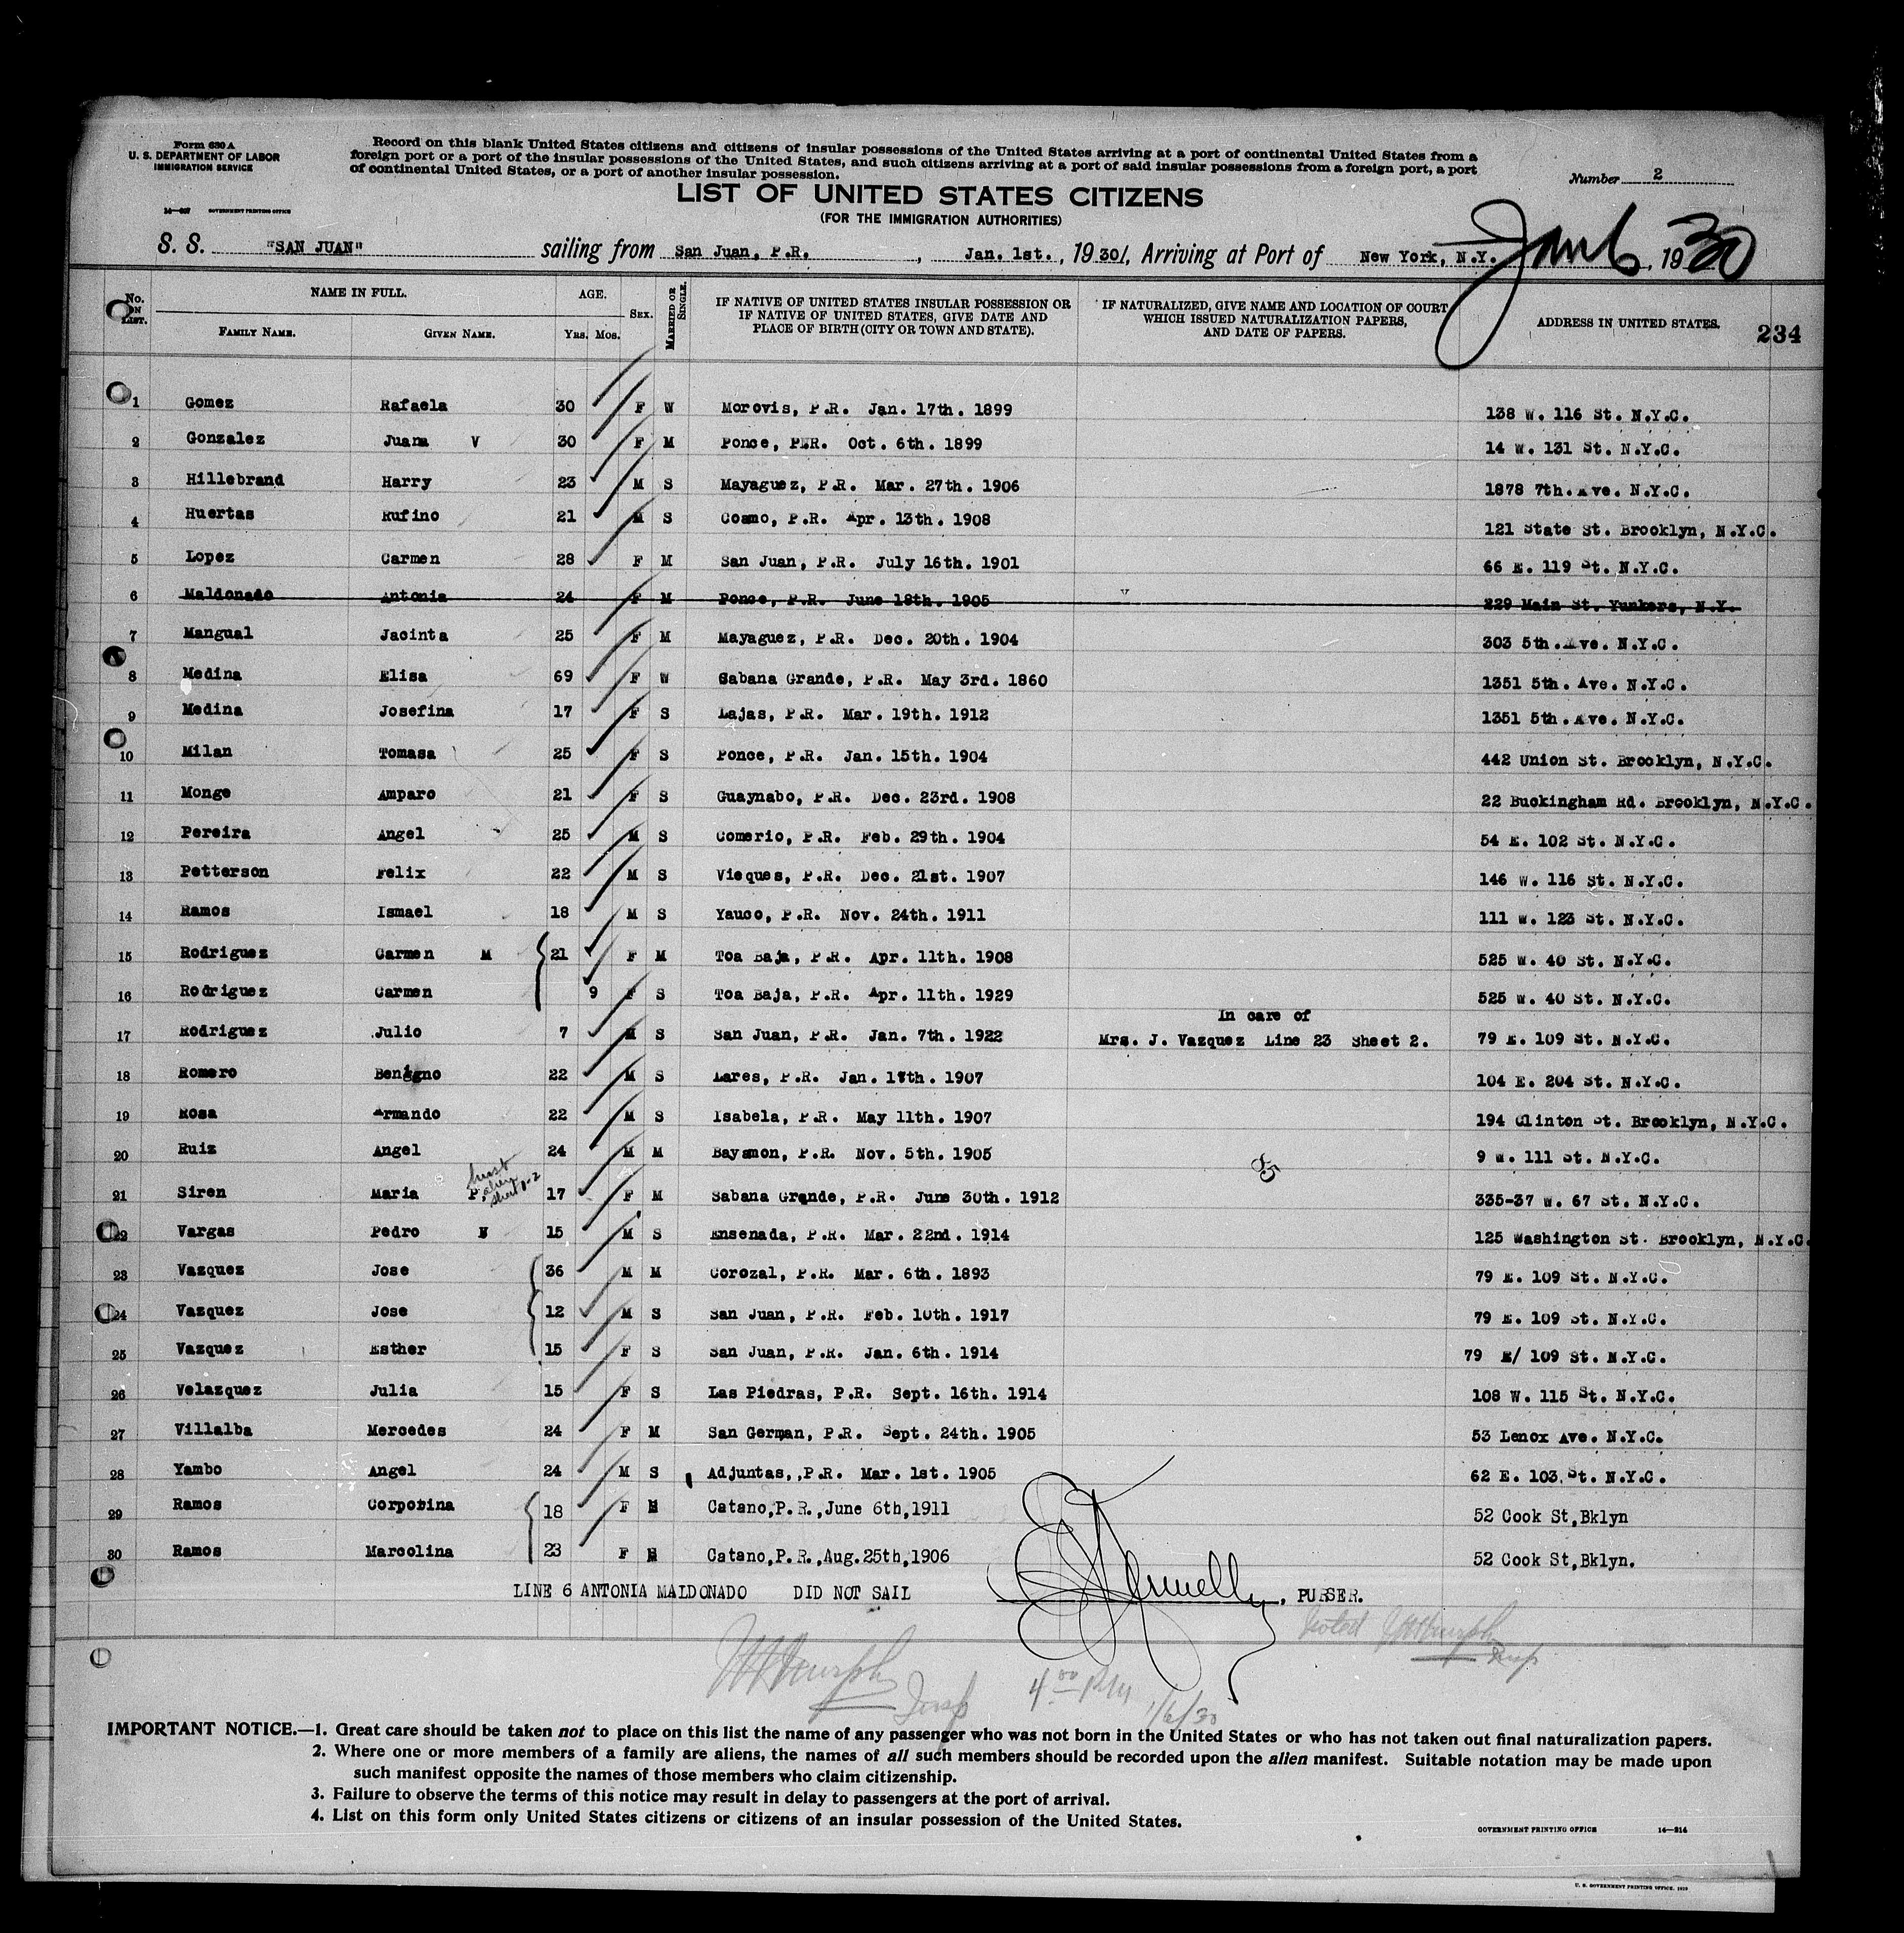 Form 630 A
U. S. DEPARTMENT OF LABOR
IMMIGRATION SERVICE
Record on this blank United States citizens and citizens of insular possessions of the United States arriving at a port of continental United States from a
foreign port or a port of the insular possessions of the United States, and such citizens arriving at a port of said insular possessions from a foreign port, a port
of continental United States, or a port of another insular possession.
Number 2
LIST OF UNITED STATES CITIZENS
(FOR THE IMMIGRATION AUTHORITIES)
GOVERNMENT PRINTING OFFICE
S. S. "SAN JUAN" sailing from San Juan, P.R. , Jan. 1st. , 1930/, Arriving at Port of New York, N.Y. Jan 6 , 1930
No. ON LIST. NAME IN FULL. AGE. SEX. MARRIED OR SINGLE. IF NATIVE OF UNITED STATES INSULAR POSSESSION OR IF NATIVE OF UNITED STATES, GIVE DATE AND PLACE OF BIRTH (CITY OR TOWN AND STATE). IF NATURALIZED, GIVE NAME AND LOCATION OF COURT WHICH ISSUED NATURALIZATION PAPERS, AND DATE OF PAPERS. ADDRESS IN UNITED STATES. 234
FAMILY NAME. GIVEN NAME. Yrs. Mos.
1 Gomez Rafaela 30 F W Morovis, P.R. Jan. 17th. 1899 138 W. 116 St. N.Y.C.
2 Gonzalez Juana V 30 F M Ponce, P.R. Oct. 6th. 1899 14 W. 131 St. N.Y.C.
3 Hillebrand Harry 23 M S Mayaguez, P.R. Mar. 27th. 1906 1878 7th. Ave. N.Y.C.
4 Huertas Rufino 21 M S Coamo, P.R. Apr. 13th. 1908 121 State St. Brooklyn, N.Y.C.
5 Lopez Carmen 28 F M San Juan, P.R. July 16th. 1901 66 E. 119 St. N.Y.C.
6 Maldonado Antonia 24 F M Ponce, P.R. June 18th. 1905 229 Main St. Yunkers, N.Y.
7 Mangual Jacinta 25 F M Mayaguez, P.R. Dec. 20th. 1904 303 5th. Ave. N.Y.C.
8 Medina Elisa 69 F W Sabana Grande, P.R. May 3rd. 1860 1351 5th. Ave. N.Y.C.
9 Medina Josefina 17 F S Lajas, P.R. Mar. 19th. 1912 1351 5th. Ave. N.Y.C.
10 Milan Tomasa 25 F S Ponce, P.R. Jan. 15th. 1904 442 Union St. Brooklyn, N.Y.C.
11 Monge Amparo 21 F S Guaynabo, P.R. Dec. 23rd. 1908 22 Buckingham Rd. Brooklyn, N.Y.C.
12 Pereira Angel 25 M S Comerio, P.R. Feb. 29th. 1904 54 E. 102 St. N.Y.C.
13 Petterson Felix 22 M S Vieques, P.R. Dec. 21st. 1907 146 W. 116 St. N.Y.C.
14 Ramos Ismael 18 M S Yauco, P.R. Nov. 24th. 1911 111 W. 123 St. N.Y.C.
15 Rodriguez Carmen M 21 F M Toa Baja, P.R. Apr. 11th. 1908 525 W. 40 St. N.Y.C.
16 Rodriguez Carmen 9 F S Toa Baja, P.R. Apr. 11th. 1929 525 W. 40 St. N.Y.C.
In care of
17 Rodriguez Julio 7 M S San Juan, P.R. Jan. 7th. 1922 Mrs. J. Vazquez Line 23 Sheet 2. 79 E. 109 St. N.Y.C.
18 Romero Benigno 22 M S Lares, P.R. Jan. 17th. 1907 104 E. 204 St. N.Y.C.
19 Rosa Armando 22 M S Isabela, P.R. May 11th. 1907 194 Clinton St. Brooklyn, N.Y.C.
20 Ruiz Angel 24 M M Bayamon, P.R. Nov. 5th. 1905 9 W. 111 St. N.Y.C.
85
alien sheet
21 Siren Maria P. 17 F M Sabana Grande, P.R. June 30th. 1912 335-37 W. 67 St. N.Y.C.
22 Vargas Pedro N 15 M S Ensenada, P.R. Mar. 22nd. 1914 125 Washington St. Brooklyn, N.Y.C.
23 Vazquez Jose 36 M M Corozal, P.R. Mar. 6th. 1893 79 E. 109 St. N.Y.C.
24 Vazquez Jose 12 M S San Juan, P.R. Feb. 10th. 1917 79 E. 109 St. N.Y.C.
25 Vazquez Esther 15 F S San Juan, P.R. Jan. 6th. 1914 79 E/ 109 St. N.Y.C.
26 Velazquez Julia 15 F S Las Piedras, P.R. Sept. 16th. 1914 108 W. 115 St. N.Y.C.
27 Villalba Mercedes 24 F M San German, P.R. Sept. 24th. 1905 53 Lenox Ave. N.Y.C.
28 Yambo Angel 24 M S Adjuntas,,P.R. Mar. 1st. 1905 62 E. 103 St. N.Y.C.
29 Ramos Corporina 18 F Catano,P.R.,June 6th,1911 52 Cook St,Bklyn
30 Ramos Marcolina 23 F Catano,P.R.,Aug.25th,1906 52 Cook St,Bklyn.
LINE 6 ANTONIA MALDONADO DID NOT SAIL , PURSER.
Noted Murphy Insp
Murphy Insp 4 00 PM 1/6/30
IMPORTANT NOTICE.—1. Great care should be taken not to place on this list the name of any passenger who was not born in the United States or who has not taken out final naturalization papers.
2. Where one or more members of a family are aliens, the names of all such members should be recorded upon the alien manifest. Suitable notation may be made upon
such manifest opposite the names of those members who claim citizenship.
3. Failure to observe the terms of this notice may result in delay to passengers at the port of arrival.
4. List on this form only United States citizens or citizens of an insular possession of the United States.
GOVERNMENT PRINTING OFFICE 14—214
U. S. GOVERNMENT PRINTING OFFICE